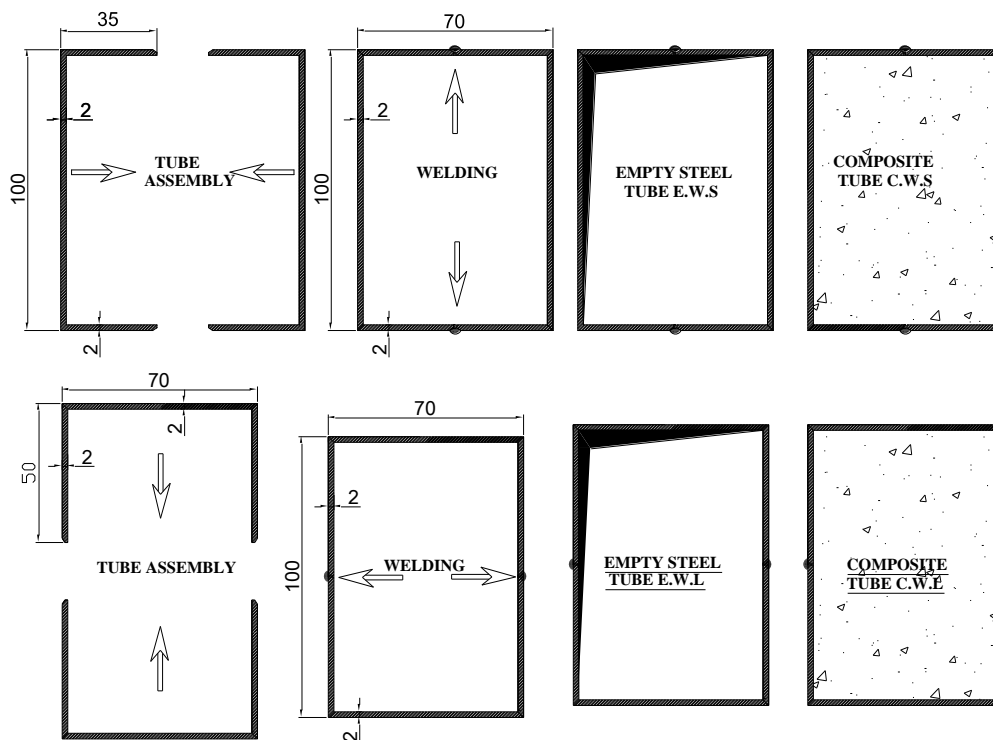 35
70
100
2
2
TUBE
ASSEMBLY
100
2
2
WELDING
EMPTY STEEL
TUBE E.W.S
COMPOSITE
TUBE C.W.S
70
50
2
2
TUBE ASSEMBLY
70
100
2
2
WELDING
EMPTY STEEL
TUBE E.W.L
COMPOSITE
TUBE C.W.L